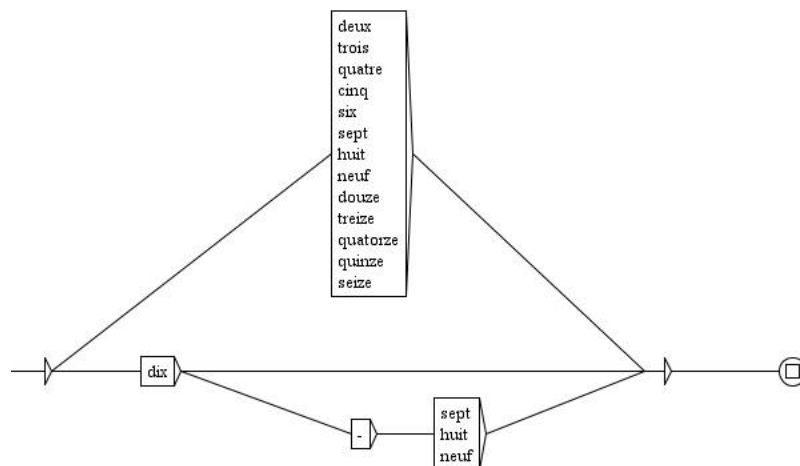 deux
trois
quatre
cinq
six
sept
huit
neuf
douze
treize
quatorze
quinze
seize
dix
-
sept
huit
neuf